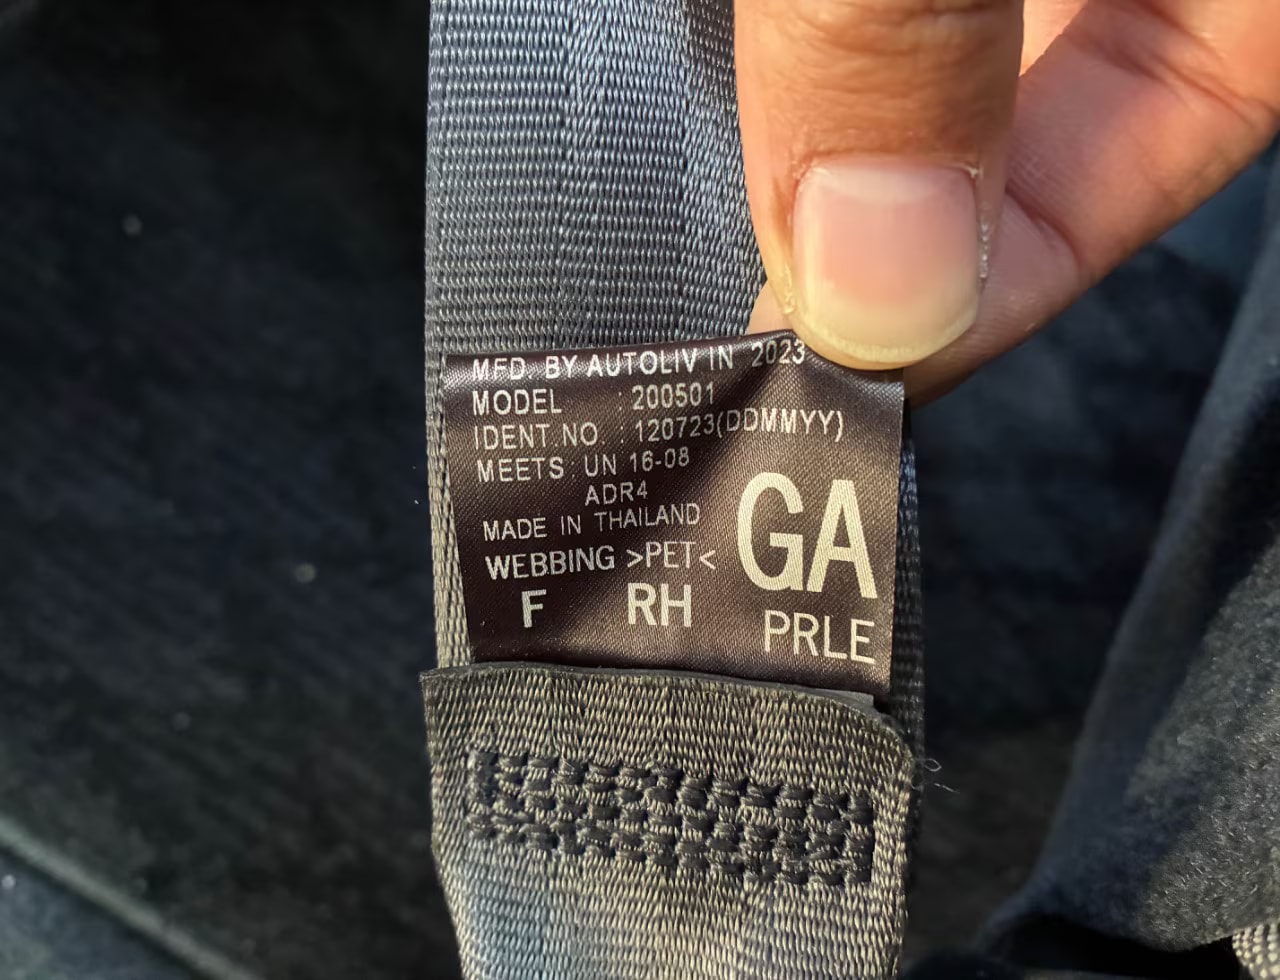 MFD BY AUTOLIV IN 2023
MODEL : 200501
IDENT.NO. : 120723(DDMMYY)
MEETS UN 16-08
ADR4
MADE IN THAILAND
WEBBING >PET<
F RH
GA
PRLE